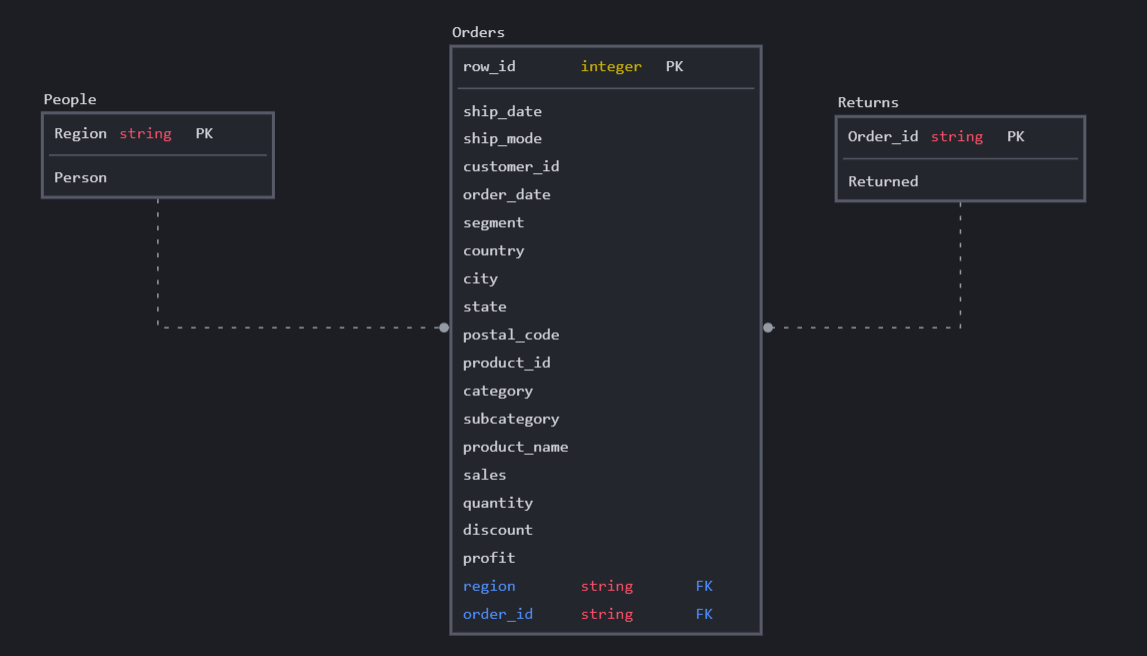 Orders
row_id integer PK
ship_date
ship_mode
customer_id
order_date
segment
country
city
state
postal_code
product_id
category
subcategory
product_name
sales
quantity
discount
profit
region string FK
order_id string FK
People
Region string PK
Person
Returns
Order_id string PK
Returned